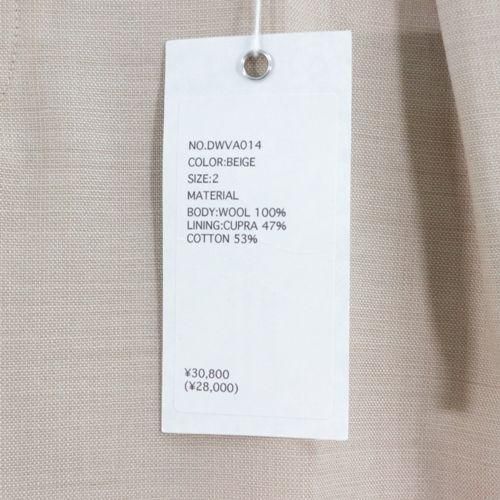 NO.DWVA014
COLOR:BEIGE
SIZE:2
MATERIAL
BODY:WOOL 100%
LINING:CUPRA 47%
COTTON 53%
¥30,800
(¥28,000)